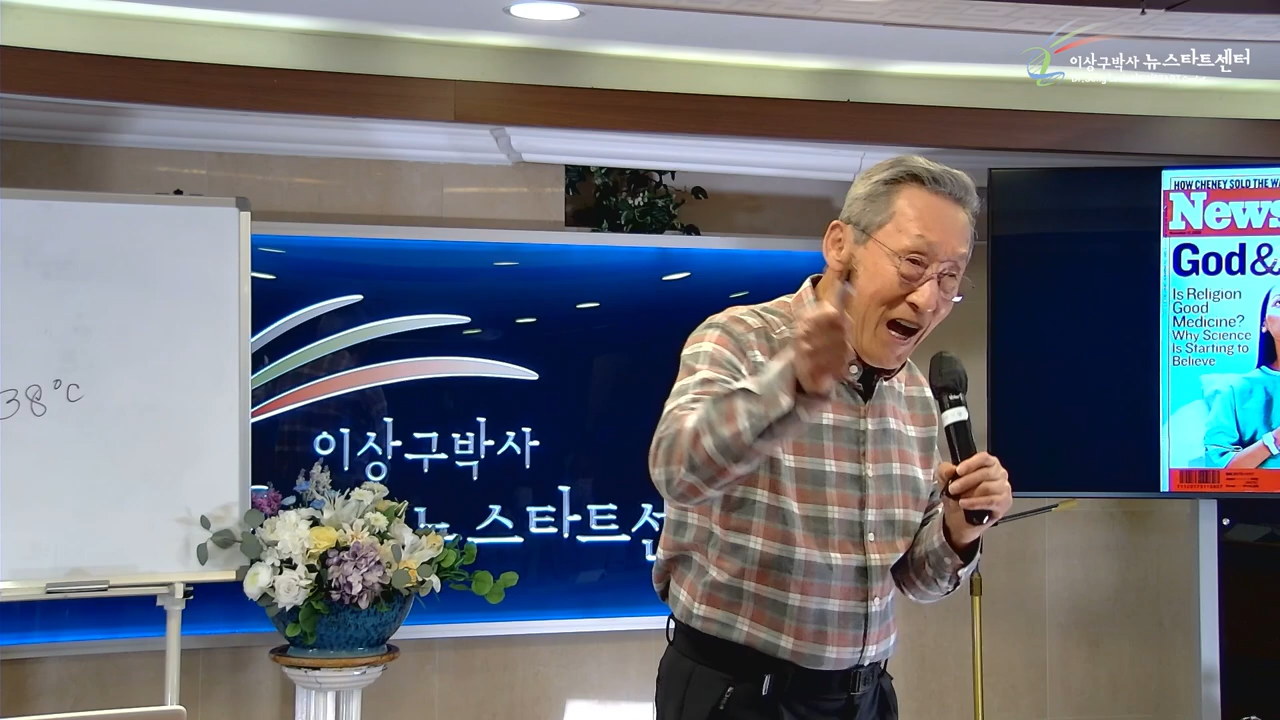 이상구박사 뉴스타트센터
HOW CHENEY SOLD THE WA
News
God &
Is Religion
Good
Medicine?
Why Science
Is Starting to
Believe
38°C
이상구박사
뉴스타트센